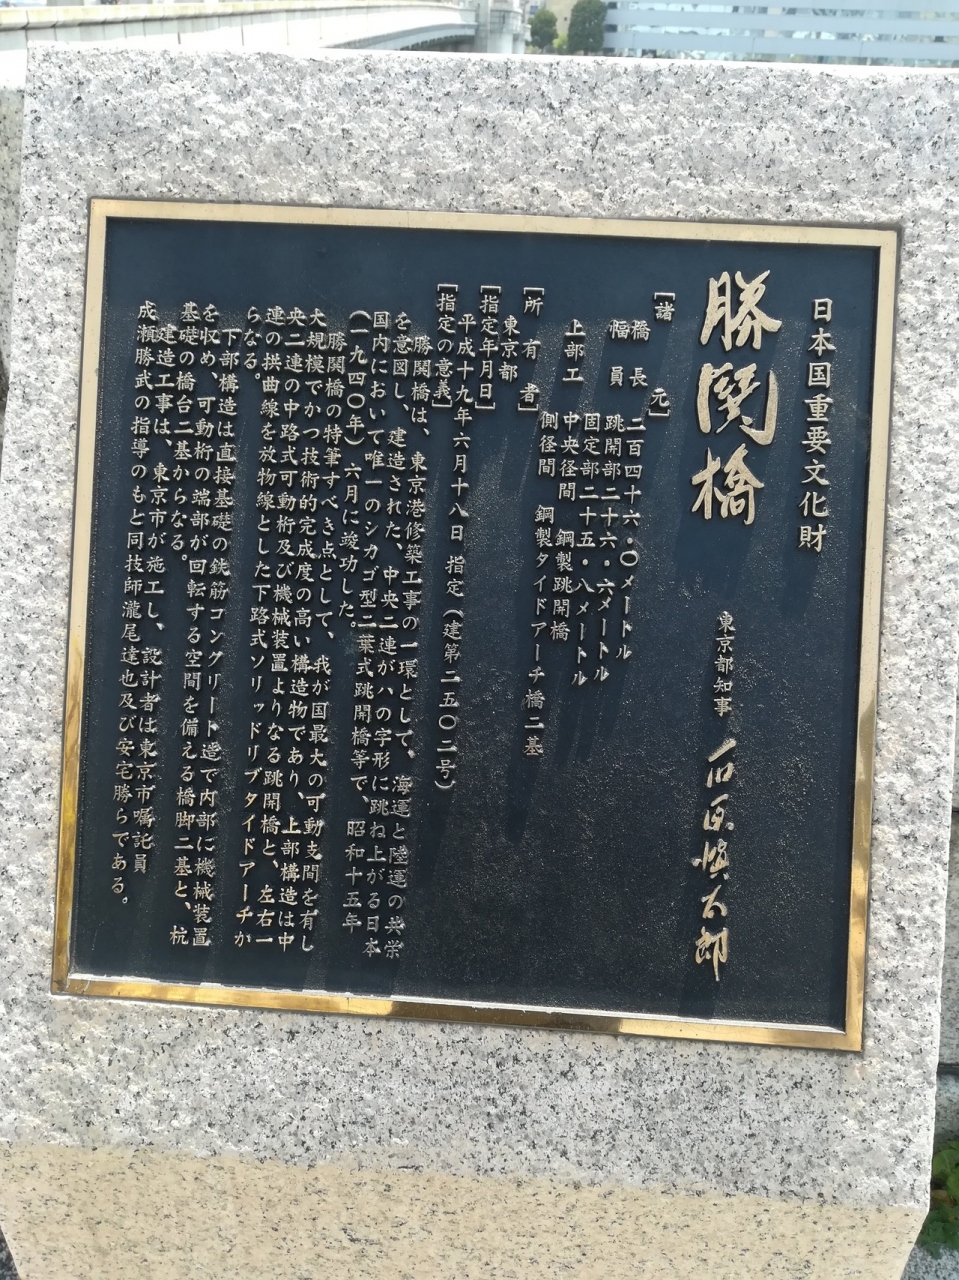 日本国重要文化財
勝鬨橋
東京都知事 石原慎太郎
[諸元]
橋長 二百四十六・〇メートル
幅員 跳開部二十六・六メートル
固定部二十五・八メートル
上部工 中央径間 鋼製跳開橋
側径間 鋼製タイドアーチ橋二基
[所有者]
東京都
[指定年月日]
平成十九年六月十八日 指定(建第二五〇二号)
[指定の意義]
勝鬨橋は、東京港修築工事の一環として、海運と陸運の共栄
を意図し、建造された、中央二連がハの字形に跳ね上がる日本
国内において唯一のシカゴ型二葉式跳開橋等で、昭和十五年
(一九四〇年)六月に竣功した。
勝鬨橋の特筆すべき点として、我が国最大の可動支間を有し
大規模でかつ技術的完成度の高い構造物であり、上部構造は中
央二連の中路式可動桁及び機械装置よりなる跳開橋と、左右一
連の拱曲線を放物線とした下路式ソリッドリブタイドアーチか
らなる。
下部構造は直接基礎の鉄筋コンクリート造で内部に機械装置
を収め、可動桁の端部が回転する空間を備える橋脚二基と、杭
基礎の橋台二基からなる。
建造工事は、東京市が施工し、設計者は東京市嘱託員
成瀬勝武の指導のもと同技師瀧尾達也及び安宅勝らである。